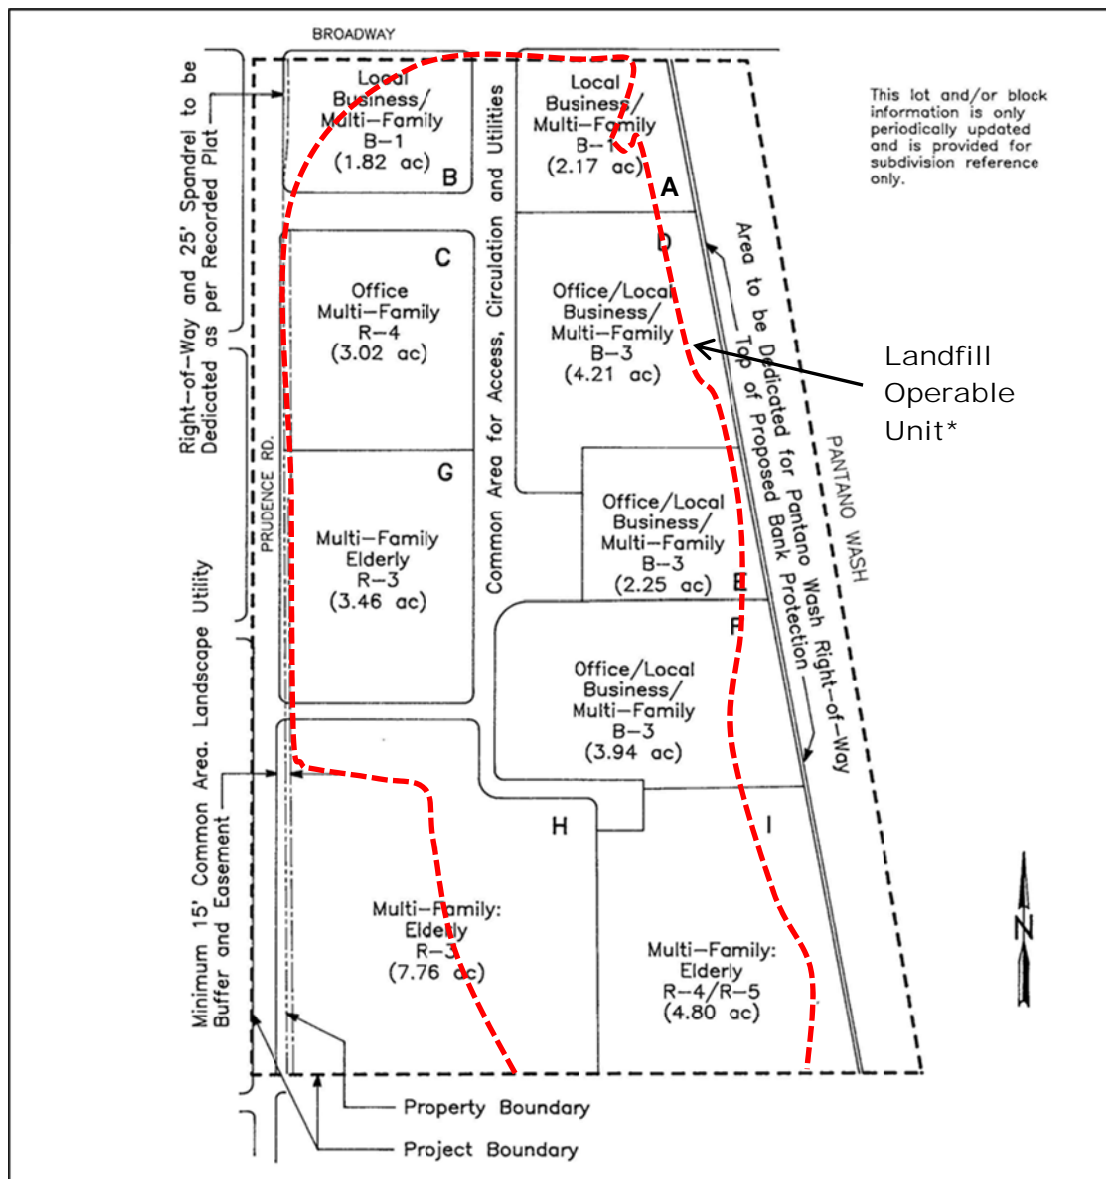 BROADWAY
Right-of-Way and 25' Spandrel to be
Dedicated as per Recorded Plat
Local
Business/
Multi-Family
B-1
(1.82 ac)
B
Common Area for Access, Circulation and Utilities
Local
Business/
Multi-Family
B-1
(2.17 ac)
A
This lot and/or block
information is only
periodically updated
and is provided for
subdivision reference
only.
C
Office
Multi-Family
R-4
(3.02 ac)
D
Office/Local
Business/
Multi-Family
B-3
(4.21 ac)
Area to be Dedicated for Pantano Wash Right-of-Way
Top of Proposed Bank Protection
PANTANO WASH
Landfill
Operable
Unit*
PRUDENCE RD.
G
Multi-Family
Elderly
R-3
(3.46 ac)
Office/Local
Business/
Multi-Family
B-3
(2.25 ac)
E
F
Office/Local
Business/
Multi-Family
B-3
(3.94 ac)
Minimum 15' Common Area. Landscape Utility
Buffer and Easement
H
Multi-Family:
Elderly
R-3
(7.76 ac)
I
Multi-Family:
Elderly
R-4/R-5
(4.80 ac)
N
Property Boundary
Project Boundary